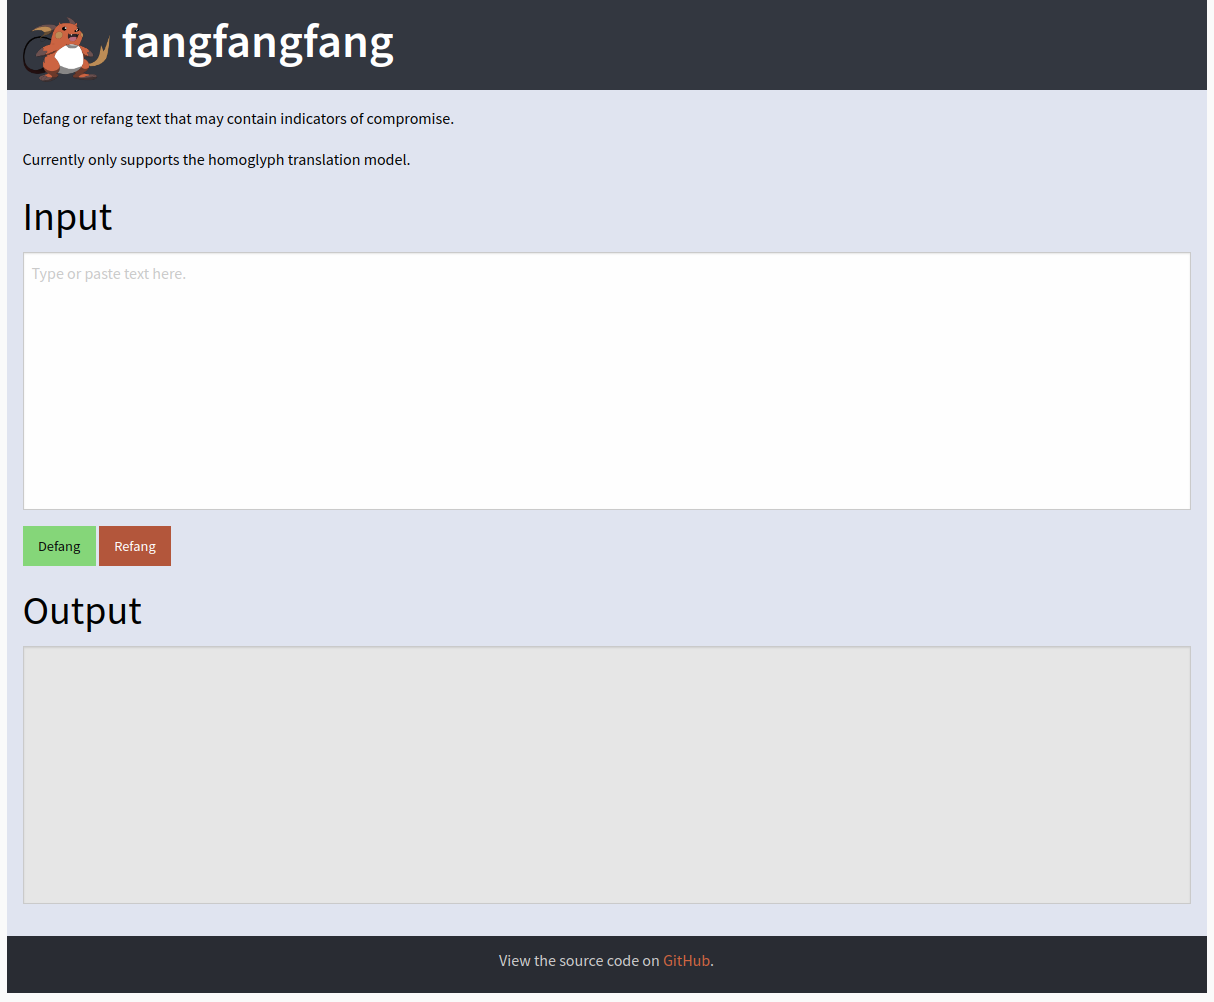 fangfangfang
Defang or refang text that may contain indicators of compromise.
Currently only supports the homoglyph translation model.
Input
Type or paste text here.
Defang Refang
Output
View the source code on GitHub.